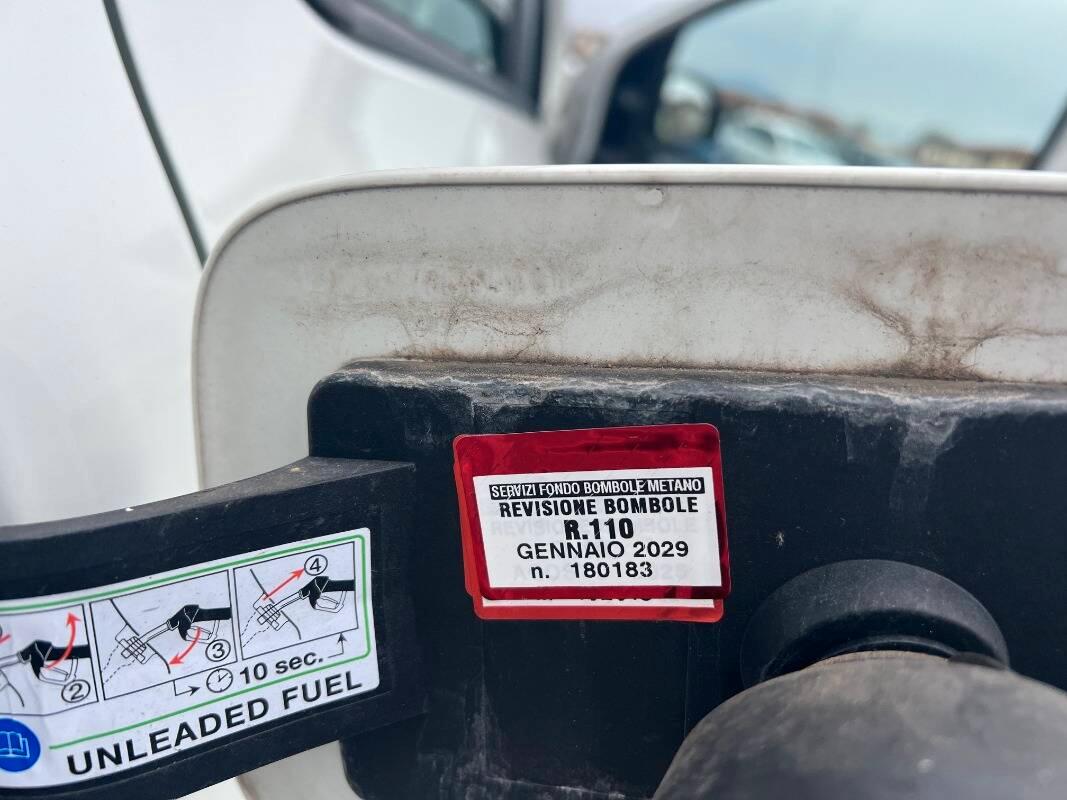 SERVIZI FONDO BOMBOLE METANO
REVISIONE BOMBOLE
R.110
GENNAIO 2029
n. 180183
4
3
2
10 sec.
UNLEADED FUEL